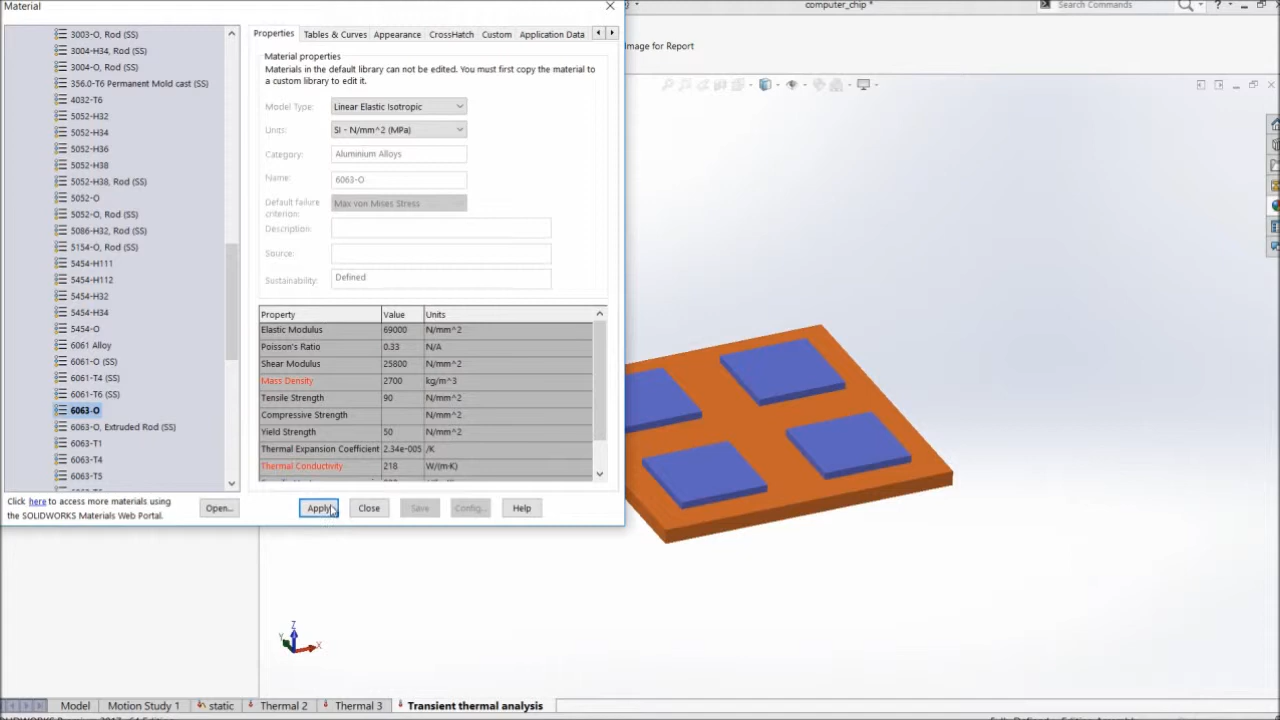 Material
computer_chip *
Search Commands
?
Image for Report
3003-O, Rod (SS)
3004-H34, Rod (SS)
3004-O, Rod (SS)
356.0-T6 Permanent Mold cast (SS)
4032-T6
5052-H32
5052-H34
5052-H36
5052-H38
5052-H38, Rod (SS)
5052-O
5052-O, Rod (SS)
5086-H32, Rod (SS)
5154-O, Rod (SS)
5454-H111
5454-H112
5454-H32
5454-H34
5454-O
6061 Alloy
6061-O (SS)
6061-T4 (SS)
6061-T6 (SS)
6063-O
6063-O, Extruded Rod (SS)
6063-T1
6063-T4
6063-T5
Click here to access more materials using
the SOLIDWORKS Materials Web Portal.
Open...
Properties Tables & Curves Appearance CrossHatch Custom Application Data
Material properties
Materials in the default library can not be edited. You must first copy the material to
a custom library to edit it.
Model Type: Linear Elastic Isotropic
Units: SI - N/mm^2 (MPa)
Category: Aluminium Alloys
Name: 6063-O
Default failure
criterion: Max von Mises Stress
Description:
Source:
Sustainability: Defined
Property Value Units
Elastic Modulus 69000 N/mm^2
Poisson's Ratio 0.33 N/A
Shear Modulus 25800 N/mm^2
Mass Density 2700 kg/m^3
Tensile Strength 90 N/mm^2
Compressive Strength N/mm^2
Yield Strength 50 N/mm^2
Thermal Expansion Coefficient 2.34e-005 /K
Thermal Conductivity 218 W/(m·K)
Apply Close Save Config... Help
Z
Y
X
Model Motion Study 1 static Thermal 2 Thermal 3 Transient thermal analysis